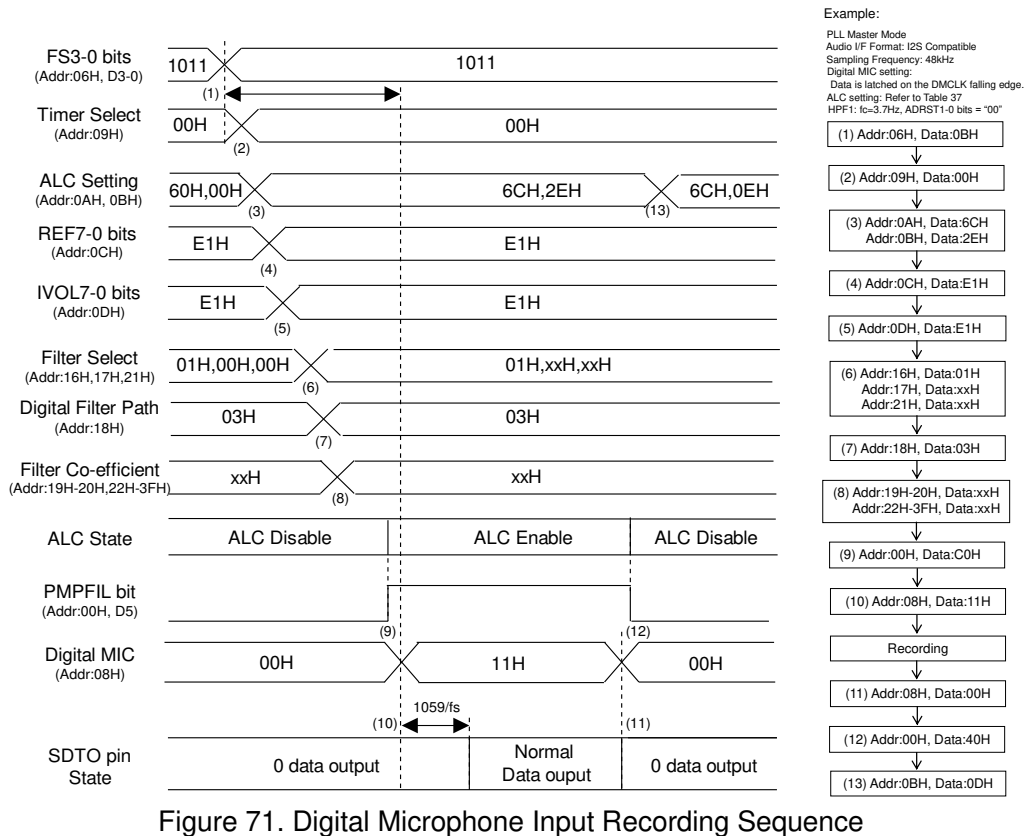 FS3-0 bits
(Addr:06H, D3-0)
1011
1011
(1)
Timer Select
(Addr:09H)
00H
00H
(2)
ALC Setting
(Addr:0AH, 0BH)
60H,00H
6CH,2EH
6CH,0EH
(3)
(13)
REF7-0 bits
(Addr:0CH)
E1H
E1H
(4)
IVOL7-0 bits
(Addr:0DH)
E1H
E1H
(5)
Filter Select
(Addr:16H,17H,21H)
01H,00H,00H
01H,xxH,xxH
(6)
Digital Filter Path
(Addr:18H)
03H
03H
(7)
Filter Co-efficient
(Addr:19H-20H,22H-3FH)
xxH
xxH
(8)
ALC State
ALC Disable
ALC Enable
ALC Disable
PMPFIL bit
(Addr:00H, D5)
(9)
(12)
Digital MIC
(Addr:08H)
00H
11H
00H
1059/fs
(10)
(11)
SDTO pin
State
0 data output
Normal
Data ouput
0 data output
Example:
PLL Master Mode
Audio I/F Format: I2S Compatible
Sampling Frequency: 48kHz
Digital MIC setting:
Data is latched on the DMCLK falling edge.
ALC setting: Refer to Table 37
HPF1: fc=3.7Hz, ADRST1-0 bits = “00”
(1) Addr:06H, Data:0BH
(2) Addr:09H, Data:00H
(3) Addr:0AH, Data:6CH
Addr:0BH, Data:2EH
(4) Addr:0CH, Data:E1H
(5) Addr:0DH, Data:E1H
(6) Addr:16H, Data:01H
Addr:17H, Data:xxH
Addr:21H, Data:xxH
(7) Addr:18H, Data:03H
(8) Addr:19H-20H, Data:xxH
Addr:22H-3FH, Data:xxH
(9) Addr:00H, Data:C0H
(10) Addr:08H, Data:11H
Recording
(11) Addr:08H, Data:00H
(12) Addr:00H, Data:40H
(13) Addr:0BH, Data:0DH
Figure 71. Digital Microphone Input Recording Sequence